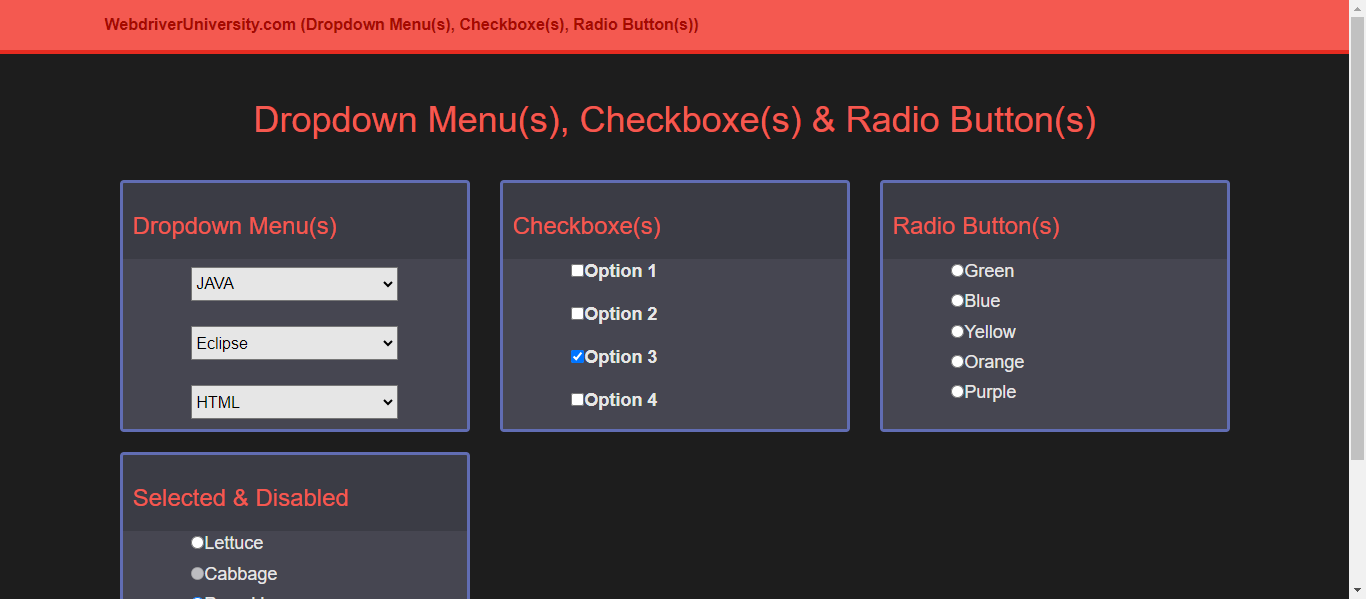 WebdriverUniversity.com (Dropdown Menu(s), Checkboxe(s), Radio Button(s))
Dropdown Menu(s), Checkboxe(s) & Radio Button(s)
Dropdown Menu(s)
JAVA
Eclipse
HTML
Checkboxe(s)
Option 1
Option 2
Option 3
Option 4
Radio Button(s)
Green
Blue
Yellow
Orange
Purple
Selected & Disabled
Lettuce
Cabbage